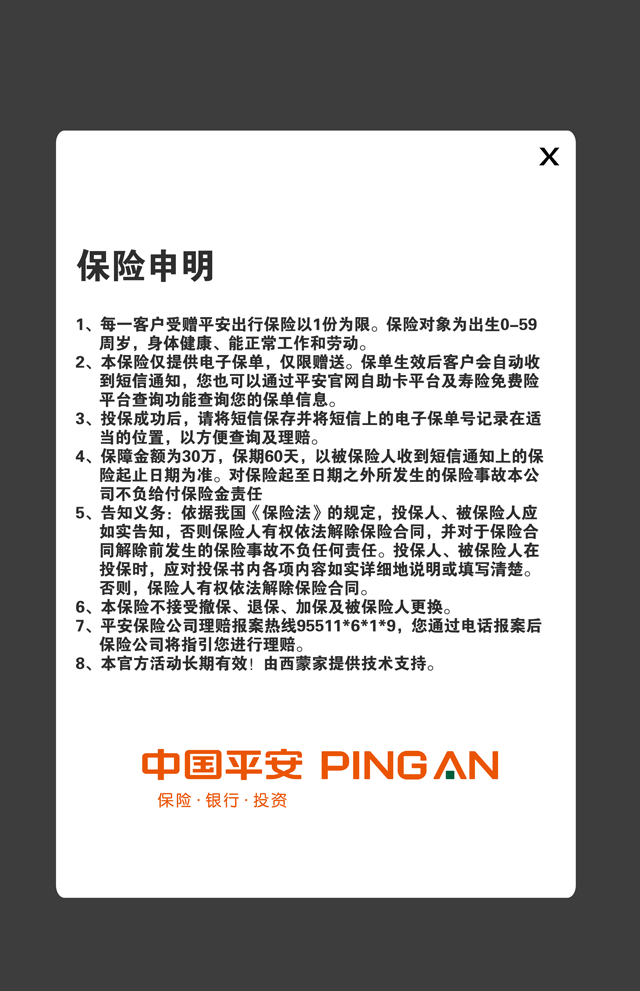 X
保险申明
1、每一客户受赠平安出行保险以1份为限。保险对象为出生0-59
周岁，身体健康、能正常工作和劳动。
2、本保险仅提供电子保单，仅限赠送。保单生效后客户会自动收
到短信通知，您也可以通过平安官网自助卡平台及寿险免费险
平台查询功能查询您的保单信息。
3、投保成功后，请将短信保存并将短信上的电子保单号记录在适
当的位置，以方便查询及理赔。
4、保障金额为30万，保期60天，以被保险人收到短信通知上的保
险起止日期为准。对保险起至日期之外所发生的保险事故本公
司不负给付保险金责任
5、告知义务：依据我国《保险法》的规定，投保人、被保险人应
如实告知，否则保险人有权依法解除保险合同，并对于保险合
同解除前发生的保险事故不负任何责任。投保人、被保险人在
投保时，应对投保书内各项内容如实详细地说明或填写清楚。
否则，保险人有权依法解除保险合同。
6、本保险不接受撤保、退保、加保及被保险人更换。
7、平安保险公司理赔报案热线95511*6*1*9，您通过电话报案后
保险公司将指引您进行理赔。
8、本官方活动长期有效！由西蒙家提供技术支持。
中国平安 PING AN
保险·银行·投资